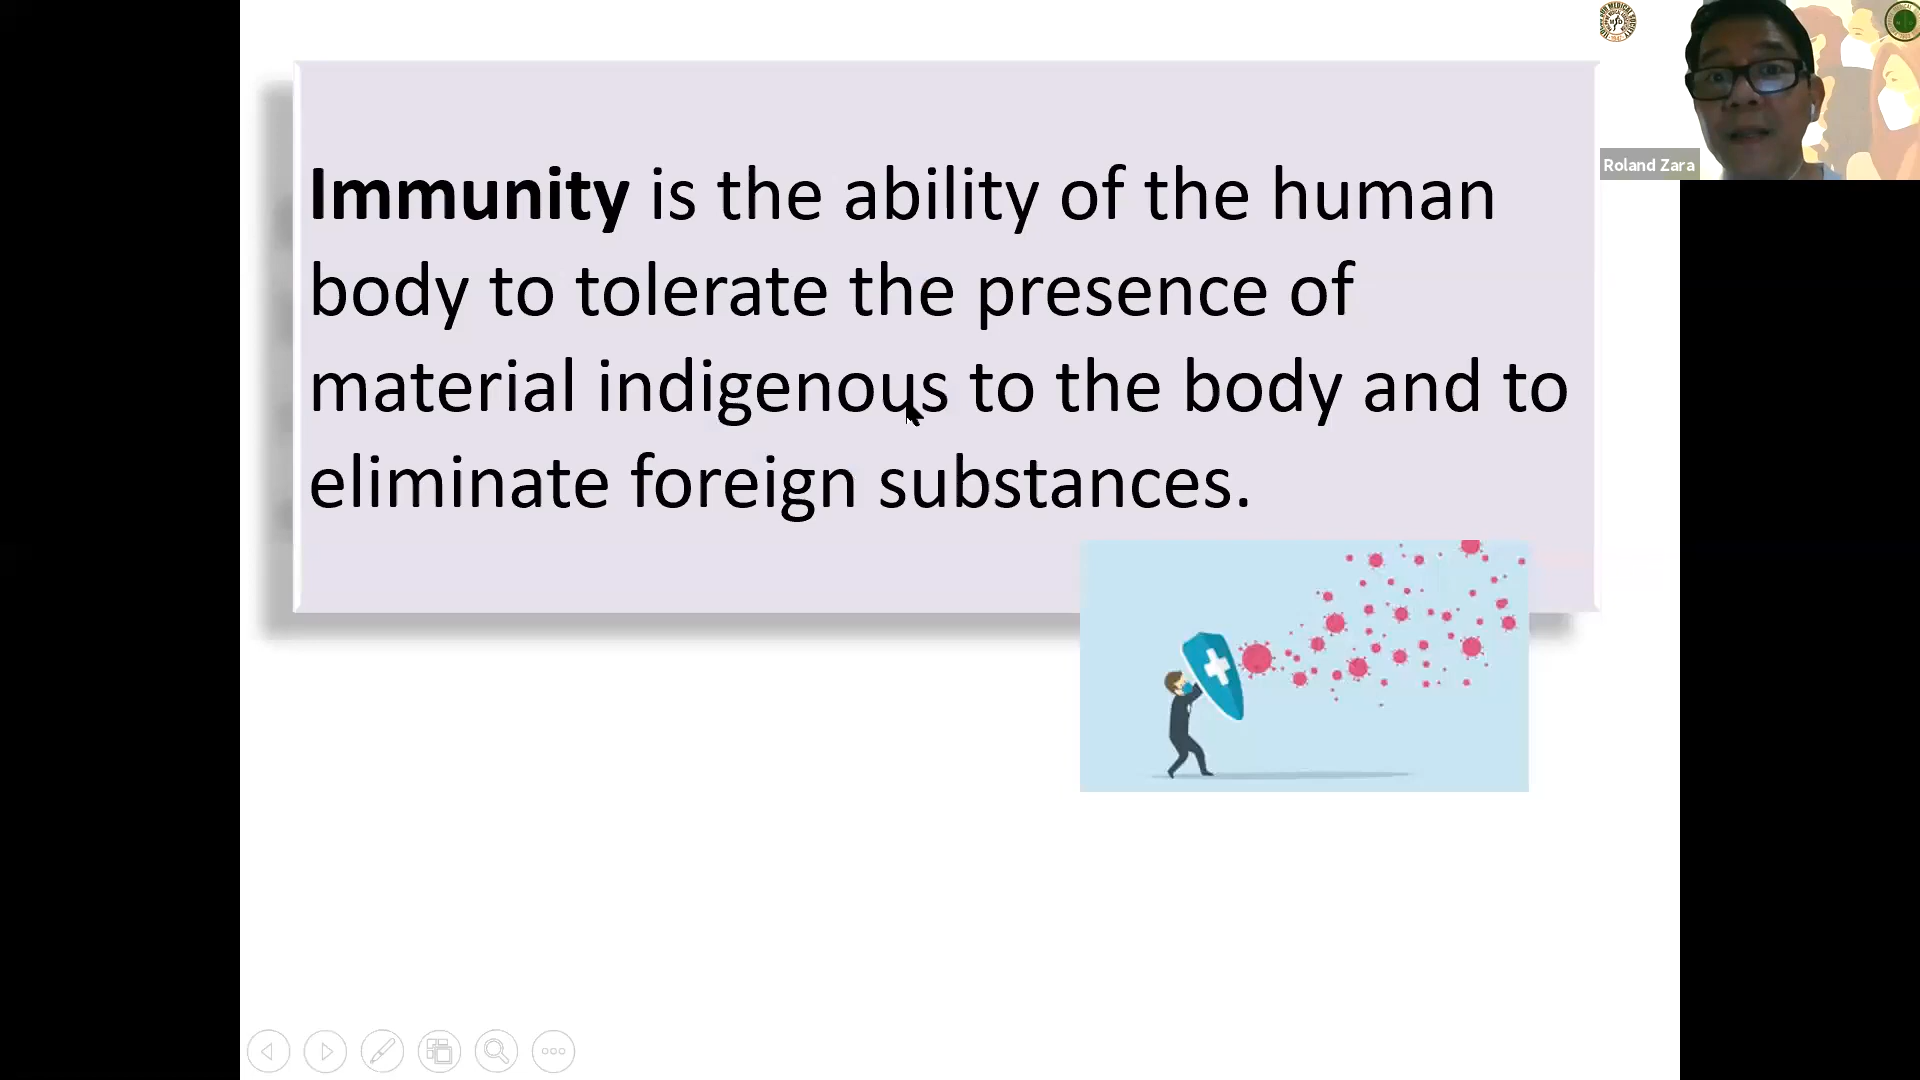 Immunity is the ability of the human
body to tolerate the presence of
material indigenous to the body and to
eliminate foreign substances.
Roland Zara